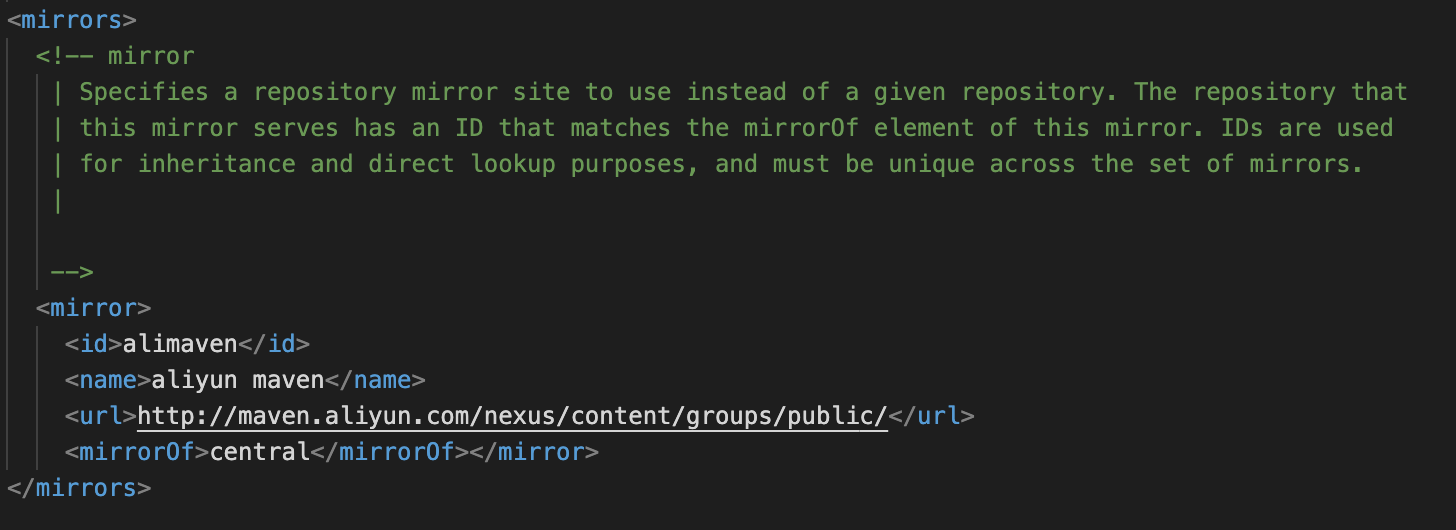 <mirrors>
<!-- mirror
| Specifies a repository mirror site to use instead of a given repository. The repository that
| this mirror serves has an ID that matches the mirrorOf element of this mirror. IDs are used
| for inheritance and direct lookup purposes, and must be unique across the set of mirrors.
|
-->
<mirror>
<id>alimaven</id>
<name>aliyun maven</name>
<url>http://maven.aliyun.com/nexus/content/groups/public/</url>
<mirrorOf>central</mirrorOf></mirror>
</mirrors>